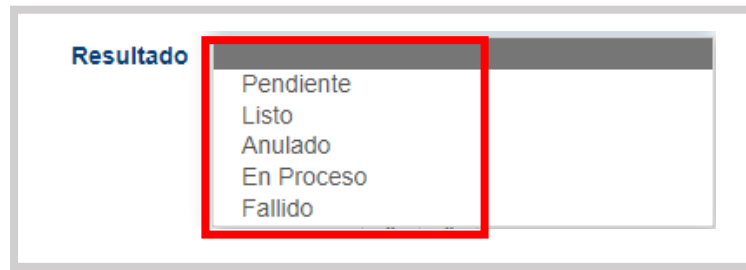 Resultado
Pendiente
Listo
Anulado
En Proceso
Fallido